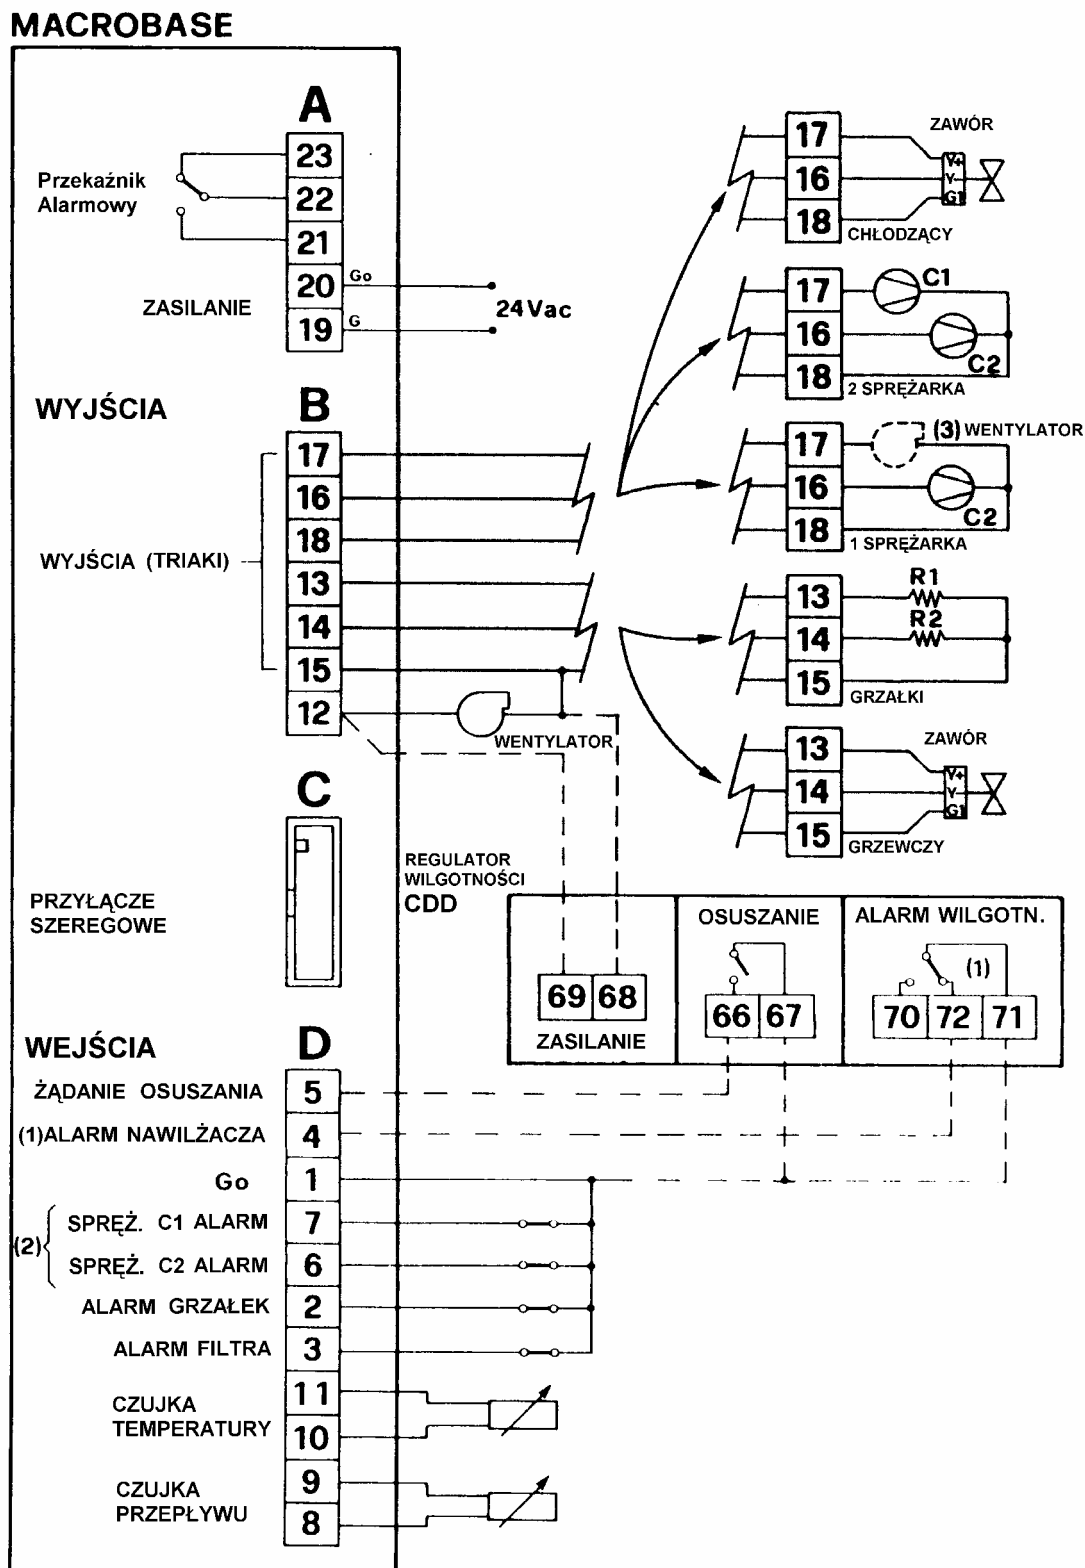 MACROBASE
A
23
Przekaźnik
Alarmowy
22
21
20 Go
ZASILANIE
24Vac
19 G
WYJŚCIA
B
17
16
18
WYJŚCIA (TRIAKI)
13
14
15
12
WENTYLATOR
C
PRZYŁĄCZE
SZEREGOWE
17
16
18
ZAWÓR
Y+
Y
G1
CHŁODZĄCY
17
16
18
C1
C2
2 SPRĘŻARKA
17
16
18
(3) WENTYLATOR
C2
1 SPRĘŻARKA
13
14
15
R1
R2
GRZAŁKI
13
14
15
ZAWÓR
Y+
Y
G1
GRZEWCZY
REGULATOR
WILGOTNOŚCI
CDD
69 68
ZASILANIE
OSUSZANIE
66 67
ALARM WILGOTN.
(1)
70 72 71
WEJŚCIA
D
ŻĄDANIE OSUSZANIA 5
(1)ALARM NAWILŻACZA 4
Go 1
(2)
SPRĘŻ. C1 ALARM 7
SPRĘŻ. C2 ALARM 6
ALARM GRZAŁEK 2
ALARM FILTRA 3
11
CZUJKA
TEMPERATURY
10
9
CZUJKA
PRZEPŁYWU
8